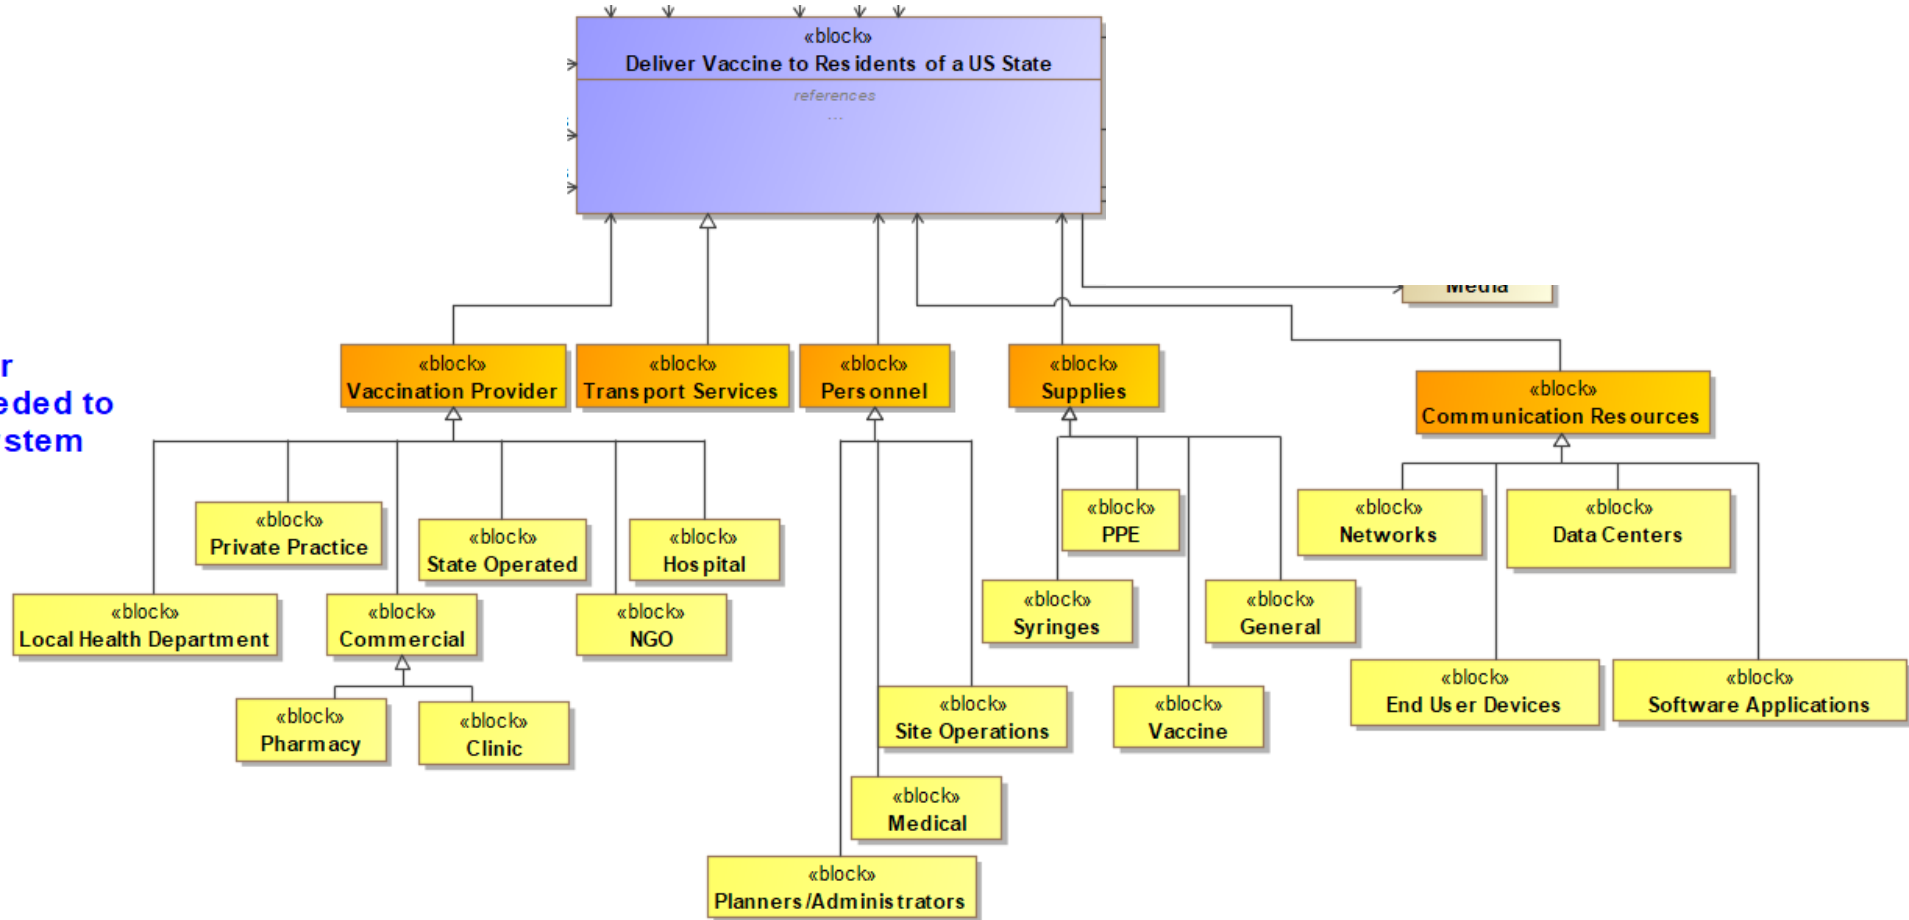 «block»
Deliver Vaccine to Residents of a US State
references
...
Media
r
eded to
stem
«block»
Vaccination Provider
«block»
Transport Services
«block»
Personnel
«block»
Supplies
«block»
Communication Resources
«block»
Private Practice
«block»
State Operated
«block»
Hospital
«block»
PPE
«block»
Networks
«block»
Data Centers
«block»
Local Health Department
«block»
Commercial
«block»
NGO
«block»
Syringes
«block»
General
«block»
Pharmacy
«block»
Clinic
«block»
Site Operations
«block»
Vaccine
«block»
End User Devices
«block»
Software Applications
«block»
Medical
«block»
Planners/Administrators